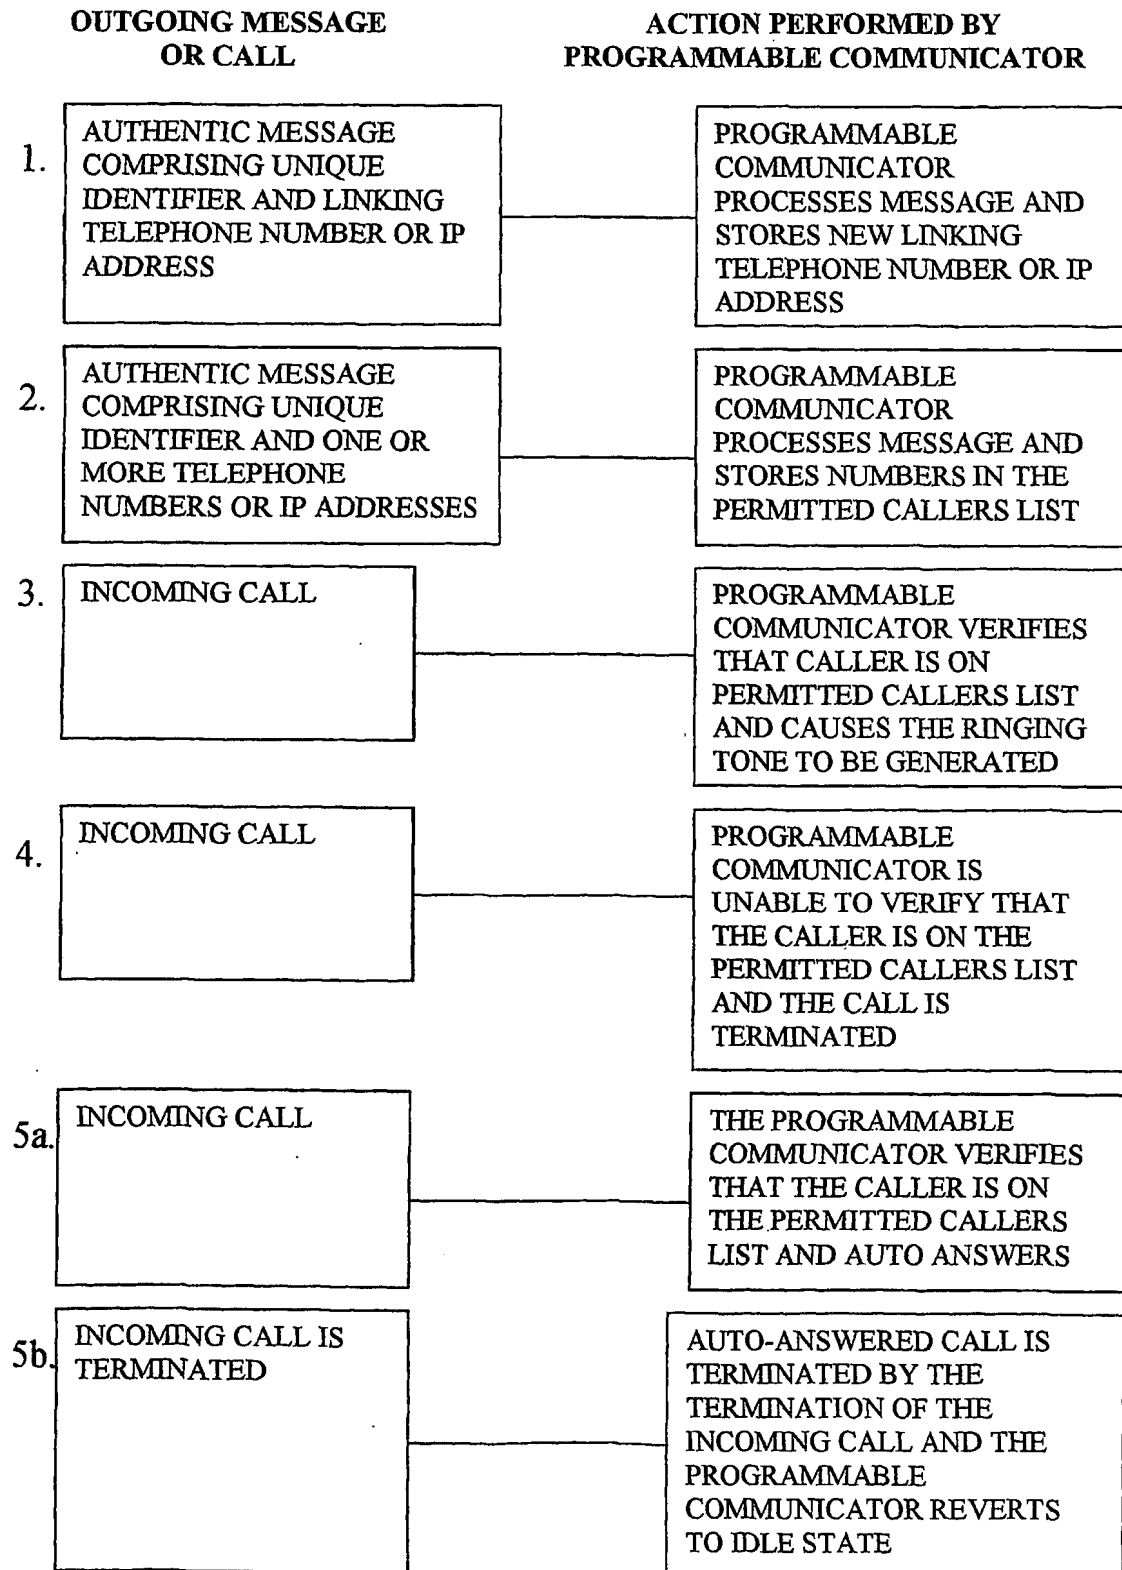 OUTGOING MESSAGE
OR CALL
ACTION PERFORMED BY
PROGRAMMABLE COMMUNICATOR
1.
AUTHENTIC MESSAGE
COMPRISING UNIQUE
IDENTIFIER AND LINKING
TELEPHONE NUMBER OR IP
ADDRESS
PROGRAMMABLE
COMMUNICATOR
PROCESSES MESSAGE AND
STORES NEW LINKING
TELEPHONE NUMBER OR IP
ADDRESS
2.
AUTHENTIC MESSAGE
COMPRISING UNIQUE
IDENTIFIER AND ONE OR
MORE TELEPHONE
NUMBERS OR IP ADDRESSES
PROGRAMMABLE
COMMUNICATOR
PROCESSES MESSAGE AND
STORES NUMBERS IN THE
PERMITTED CALLERS LIST
3.
INCOMING CALL
PROGRAMMABLE
COMMUNICATOR VERIFIES
THAT CALLER IS ON
PERMITTED CALLERS LIST
AND CAUSES THE RINGING
TONE TO BE GENERATED
4.
INCOMING CALL
PROGRAMMABLE
COMMUNICATOR IS
UNABLE TO VERIFY THAT
THE CALLER IS ON THE
PERMITTED CALLERS LIST
AND THE CALL IS
TERMINATED
5a.
INCOMING CALL
THE PROGRAMMABLE
COMMUNICATOR VERIFIES
THAT THE CALLER IS ON
THE PERMITTED CALLERS
LIST AND AUTO ANSWERS
5b.
INCOMING CALL IS
TERMINATED
AUTO-ANSWERED CALL IS
TERMINATED BY THE
TERMINATION OF THE
INCOMING CALL AND THE
PROGRAMMABLE
COMMUNICATOR REVERTS
TO IDLE STATE